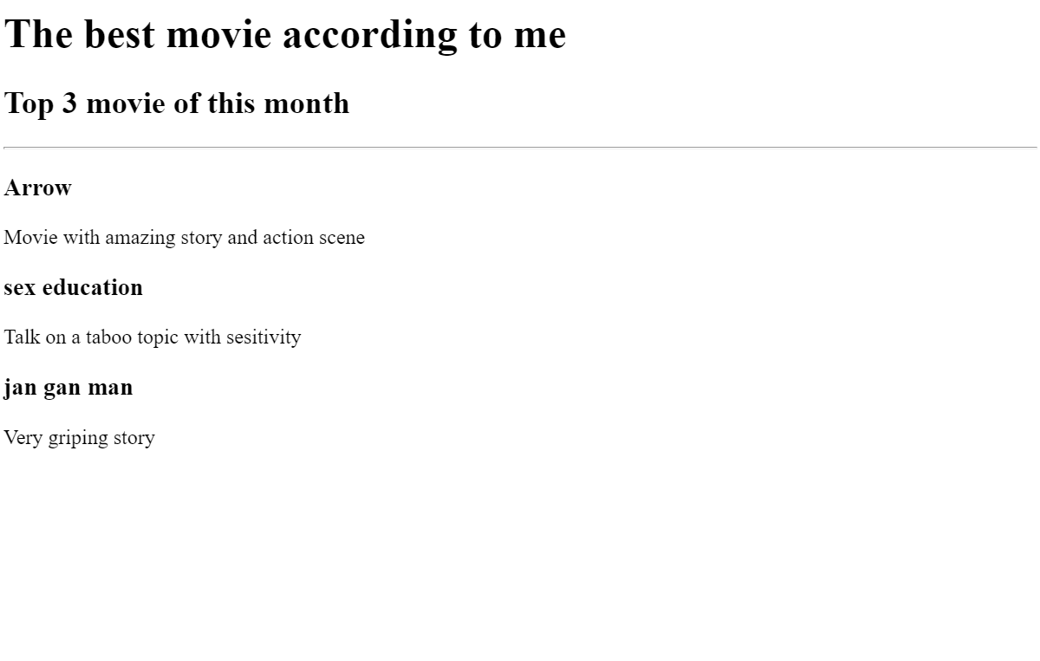 The best movie according to me
Top 3 movie of this month
Arrow
Movie with amazing story and action scene
sex education
Talk on a taboo topic with sesitivity
jan gan man
Very griping story